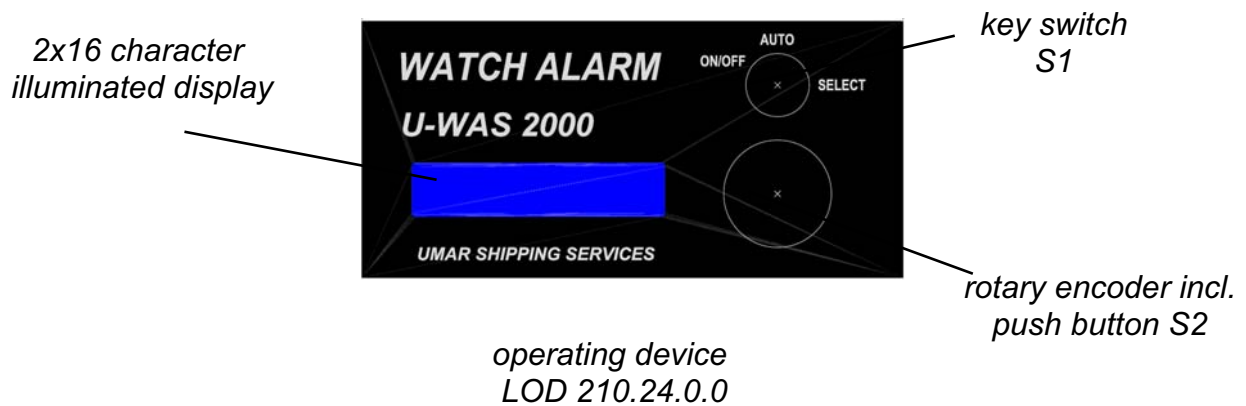 2x16 character
illuminated display
WATCH ALARM
U-WAS 2000
UMAR SHIPPING SERVICES
AUTO
ON/OFF
SELECT
key switch
S1
rotary encoder incl.
push button S2
operating device
LOD 210.24.0.0